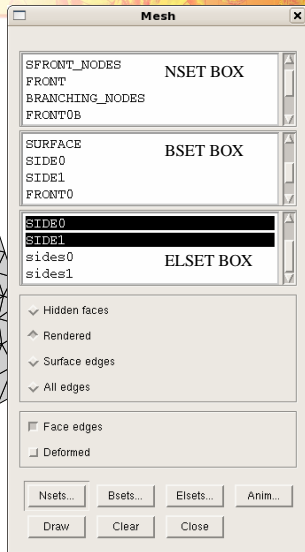 Mesh
SFRONT_NODES
NSET BOX
FRONT
BRANCHING_NODES
FRONT0B
SURFACE
BSET BOX
SIDE0
SIDE1
FRONT0
SIDE0
SIDE1
sides0
ELSET BOX
sides1
Hidden faces
Rendered
Surface edges
All edges
Face edges
Deformed
Nsets... Bsets... Elsets... Anim...
Draw Clear Close